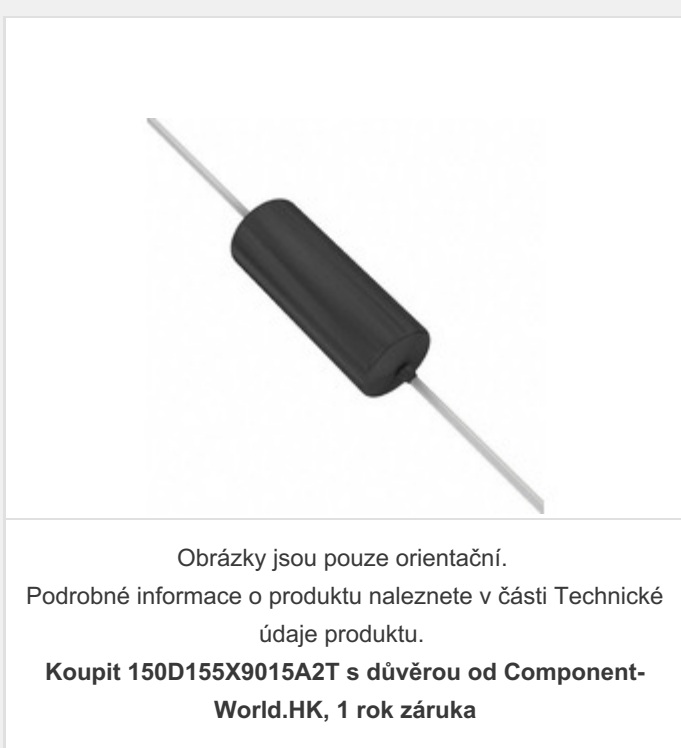 Obrázky jsou pouze orientační.
Podrobné informace o produktu naleznete v části Technické
údaje produktu.
Koupit 150D155X9015A2T s důvěrou od Component-
World.HK, 1 rok záruka